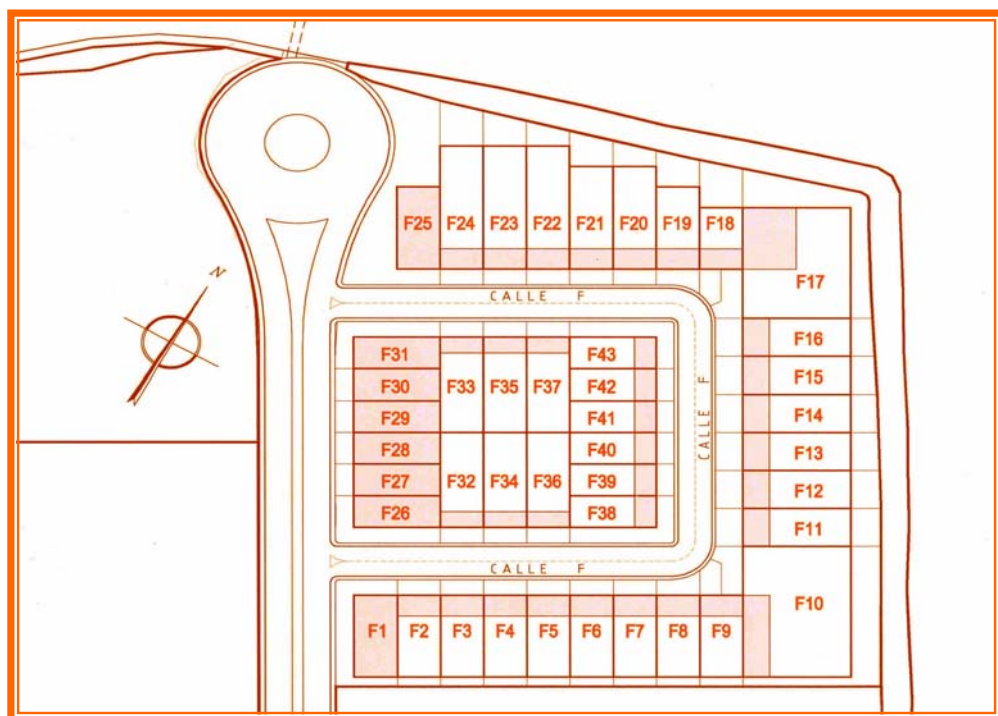 F25 F24 F23 F22 F21 F20 F19 F18
F17
N
CALLE F
F31 F33 F35 F37 F43 F16
F30 F42 F15
F29 F41 F14
CALLE F
F28 F40 F13
F27 F32 F34 F36 F39 F12
F26 F38 F11
CALLE F
F10
F1 F2 F3 F4 F5 F6 F7 F8 F9